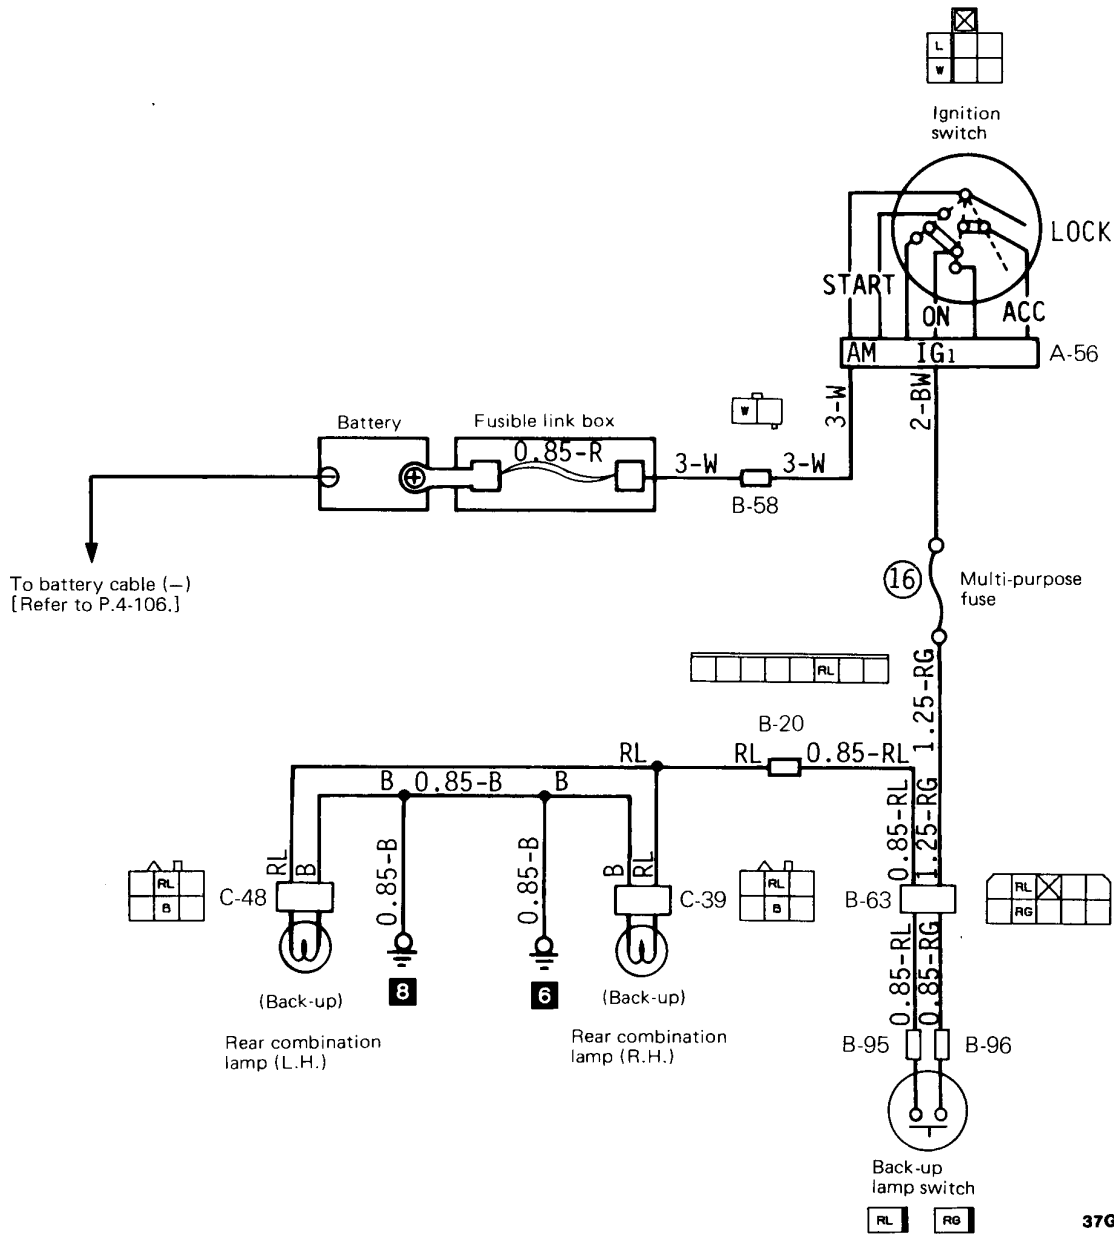 L
W
Ignition
switch
LOCK
START
ON
ACC
AM
IG1
A-56
3-W
2-BW
W
Battery
Fusible link box
0.85-R
3-W
3-W
B-58
To battery cable (–)
[Refer to P.4-106.]
16
Multi-purpose
fuse
RL
1.25-RG
B-20
RL
RL
0.85-RL
B
0.85-B
B
0.85-RL
1.25-RG
RL
B
0.85-B
0.85-B
B
RL
RL
B
C-48
C-39
RL
B
B-63
RL
RG
8
6
(Back-up)
(Back-up)
0.85-RL
0.85-RG
Rear combination
lamp (L.H.)
Rear combination
lamp (R.H.)
B-95
B-96
Back-up
lamp switch
RL
RG
37G